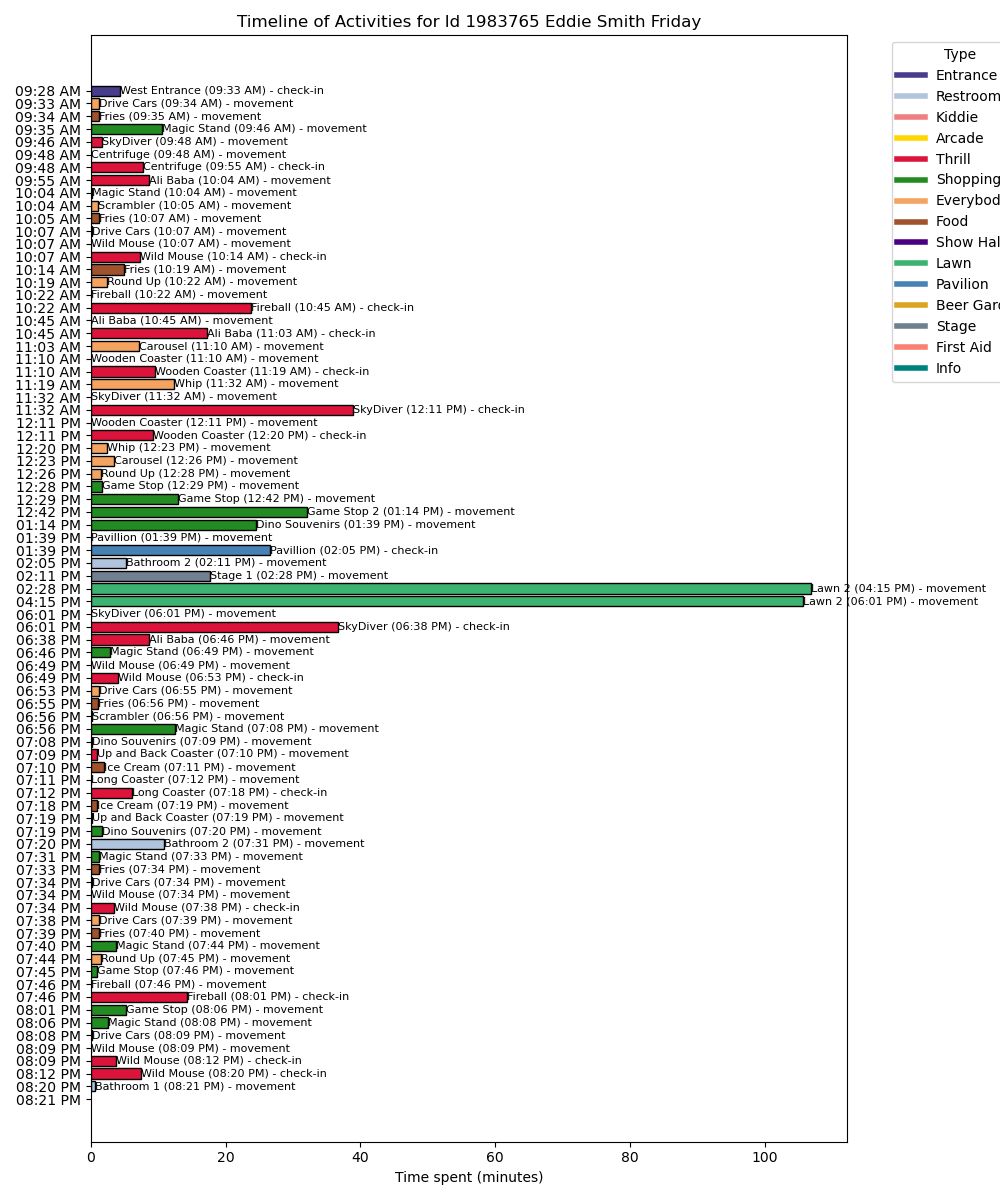 Timeline of Activities for Id 1983765 Eddie Smith Friday
09:28 AM West Entrance (09:33 AM) - check-in
09:33 AM Drive Cars (09:34 AM) - movement
09:34 AM Fries (09:35 AM) - movement
09:35 AM Magic Stand (09:46 AM) - movement
09:46 AM SkyDiver (09:48 AM) - movement
09:48 AM Centrifuge (09:48 AM) - movement
09:48 AM Centrifuge (09:55 AM) - check-in
09:55 AM Ali Baba (10:04 AM) - movement
10:04 AM Magic Stand (10:04 AM) - movement
10:04 AM Scrambler (10:05 AM) - movement
10:05 AM Fries (10:07 AM) - movement
10:07 AM Drive Cars (10:07 AM) - movement
10:07 AM Wild Mouse (10:07 AM) - movement
10:07 AM Wild Mouse (10:14 AM) - check-in
10:14 AM Fries (10:19 AM) - movement
10:19 AM Round Up (10:22 AM) - movement
10:22 AM Fireball (10:22 AM) - movement
10:22 AM Fireball (10:45 AM) - check-in
10:45 AM Ali Baba (10:45 AM) - movement
10:45 AM Ali Baba (11:03 AM) - check-in
11:03 AM Carousel (11:10 AM) - movement
11:10 AM Wooden Coaster (11:10 AM) - movement
11:10 AM Wooden Coaster (11:19 AM) - check-in
11:19 AM Whip (11:32 AM) - movement
11:32 AM SkyDiver (11:32 AM) - movement
11:32 AM SkyDiver (12:11 PM) - check-in
12:11 PM Wooden Coaster (12:11 PM) - movement
12:11 PM Wooden Coaster (12:20 PM) - check-in
12:20 PM Whip (12:23 PM) - movement
12:23 PM Carousel (12:26 PM) - movement
12:26 PM Round Up (12:28 PM) - movement
12:28 PM Game Stop (12:29 PM) - movement
12:29 PM Game Stop (12:42 PM) - movement
12:42 PM Game Stop 2 (01:14 PM) - movement
01:14 PM Dino Souvenirs (01:39 PM) - movement
01:39 PM Pavillion (01:39 PM) - movement
01:39 PM Pavillion (02:05 PM) - check-in
02:05 PM Bathroom 2 (02:11 PM) - movement
02:11 PM Stage 1 (02:28 PM) - movement
02:28 PM Lawn 2 (04:15 PM) - movement
04:15 PM Lawn 2 (06:01 PM) - movement
06:01 PM SkyDiver (06:01 PM) - movement
06:01 PM SkyDiver (06:38 PM) - check-in
06:38 PM Ali Baba (06:46 PM) - movement
06:46 PM Magic Stand (06:49 PM) - movement
06:49 PM Wild Mouse (06:49 PM) - movement
06:49 PM Wild Mouse (06:53 PM) - check-in
06:53 PM Drive Cars (06:55 PM) - movement
06:55 PM Fries (06:56 PM) - movement
06:56 PM Scrambler (06:56 PM) - movement
06:56 PM Magic Stand (07:08 PM) - movement
07:08 PM Dino Souvenirs (07:09 PM) - movement
07:09 PM Up and Back Coaster (07:10 PM) - movement
07:10 PM Ice Cream (07:11 PM) - movement
07:11 PM Long Coaster (07:12 PM) - movement
07:12 PM Long Coaster (07:18 PM) - check-in
07:18 PM Ice Cream (07:19 PM) - movement
07:19 PM Up and Back Coaster (07:19 PM) - movement
07:19 PM Dino Souvenirs (07:20 PM) - movement
07:20 PM Bathroom 2 (07:31 PM) - movement
07:31 PM Magic Stand (07:33 PM) - movement
07:33 PM Fries (07:34 PM) - movement
07:34 PM Drive Cars (07:34 PM) - movement
07:34 PM Wild Mouse (07:34 PM) - movement
07:34 PM Wild Mouse (07:38 PM) - check-in
07:38 PM Drive Cars (07:39 PM) - movement
07:39 PM Fries (07:40 PM) - movement
07:40 PM Magic Stand (07:44 PM) - movement
07:44 PM Round Up (07:45 PM) - movement
07:45 PM Game Stop (07:46 PM) - movement
07:46 PM Fireball (07:46 PM) - movement
07:46 PM Fireball (08:01 PM) - check-in
08:01 PM Game Stop (08:06 PM) - movement
08:06 PM Magic Stand (08:08 PM) - movement
08:08 PM Drive Cars (08:09 PM) - movement
08:09 PM Wild Mouse (08:09 PM) - movement
08:09 PM Wild Mouse (08:12 PM) - check-in
08:12 PM Wild Mouse (08:20 PM) - check-in
08:20 PM Bathroom 1 (08:21 PM) - movement
08:21 PM
0 20 40 60 80 100
Time spent (minutes)
Type
Entrance
Restroom
Kiddie
Arcade
Thrill
Shopping
Everybod
Food
Show Hal
Lawn
Pavilion
Beer Gard
Stage
First Aid
Info